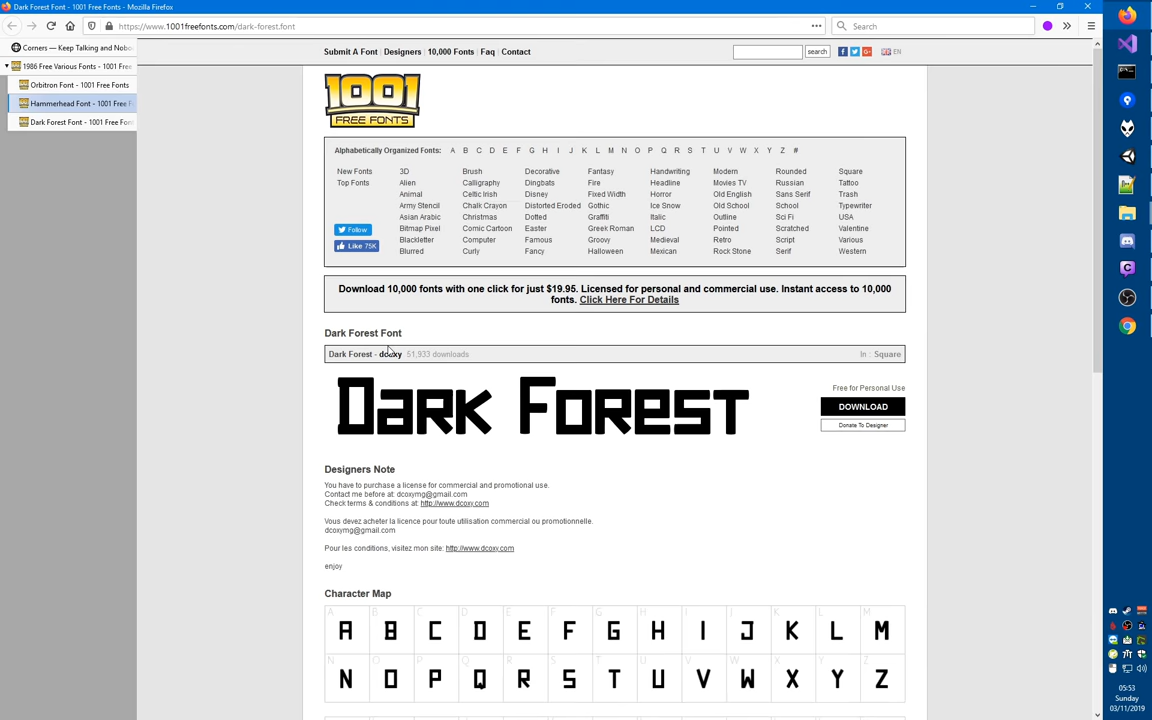 Dark Forest Font - 1001 Free Fonts - Mozilla Firefox
https://www.1001freefonts.com/dark-forest.font
Search
Corners — Keep Talking and Nobo
1986 Free Various Fonts - 1001 Free
Orbitron Font - 1001 Free Fonts
Hammerhead Font - 1001 Free F
Dark Forest Font - 1001 Free Font
Submit A Font Designers 10,000 Fonts Faq Contact
search
EN
1001
FREE FONTS
Alphabetically Organized Fonts: A B C D E F G H I J K L M N O P Q R S T U V W X Y Z #
New Fonts 3D Brush Decorative Fantasy Handwriting Modern Rounded Square
Top Fonts Alien Calligraphy Dingbats Fire Headline Movies TV Russian Tattoo
Animal Celtic Irish Disney Fixed Width Horror Old English Sans Serif Trash
Army Stencil Chalk Crayon Distorted Eroded Gothic Ice Snow Old School School Typewriter
Asian Arabic Christmas Dotted Graffiti Italic Outline Sci Fi USA
Follow Bitmap Pixel Comic Cartoon Easter Greek Roman LCD Pointed Scratched Valentine
Like 75K Blackletter Computer Famous Groovy Medieval Retro Script Various
Blurred Curly Fancy Halloween Mexican Rock Stone Serif Western
Download 10,000 fonts with one click for just $19.95. Licensed for personal and commercial use. Instant access to 10,000
fonts. Click Here For Details
Dark Forest Font
Dark Forest - dcoxy 51,933 downloads In : Square
Dark Forest
Free for Personal Use
DOWNLOAD
Donate To Designer
Designers Note
You have to purchase a license for commercial and promotional use.
Contact me before at: dcoxymg@gmail.com
Check terms & conditions at: http://www.dcoxy.com
Vous devez acheter la licence pour toute utilisation commercial ou promotionnelle.
dcoxymg@gmail.com
Pour les conditions, visitez mon site: http://www.dcoxy.com
enjoy
Character Map
A B C D E F G H I J K L M
A B C D E F G H I J K L M
N O P Q R S T U V W X Y Z
N O P Q R S T U V W X Y Z
05:53
Sunday
03/11/2019